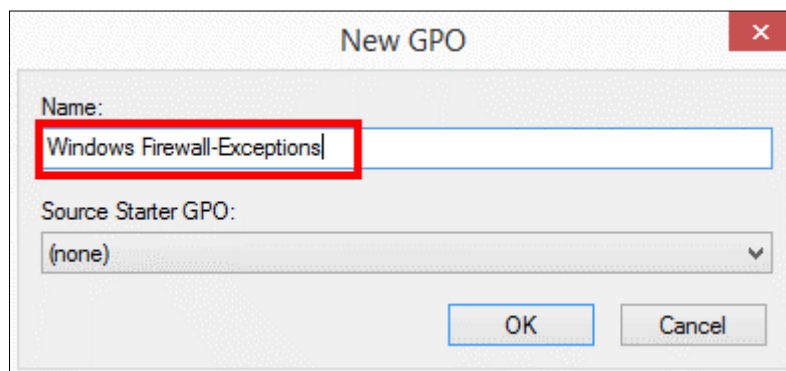 New GPO
Name:
Windows Firewall-Exceptions
Source Starter GPO:
(none)
OK Cancel